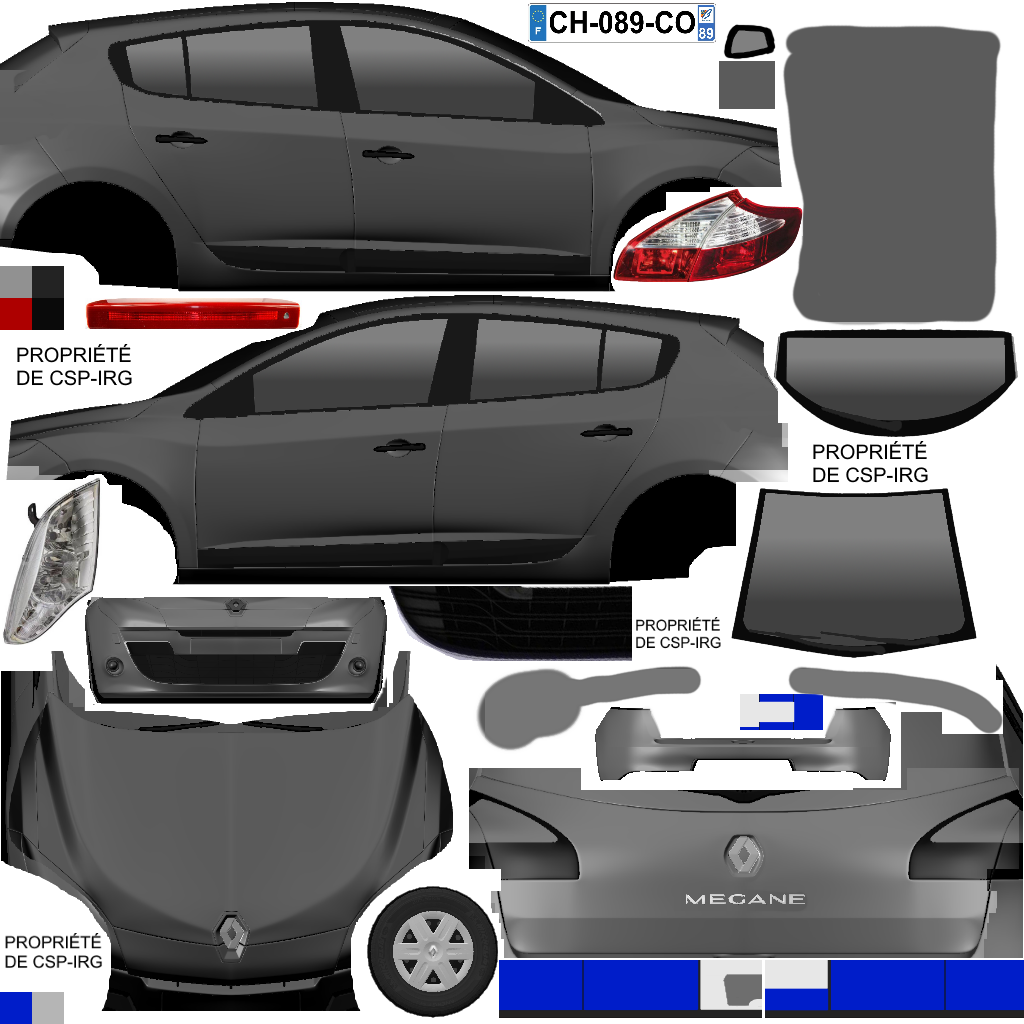 F CH-089-CO 89
PROPRIÉTÉ
DE CSP-IRG
PROPRIÉTÉ
DE CSP-IRG
PROPRIÉTÉ
DE CSP-IRG
MEGANE
PROPRIÉTÉ
DE CSP-IRG